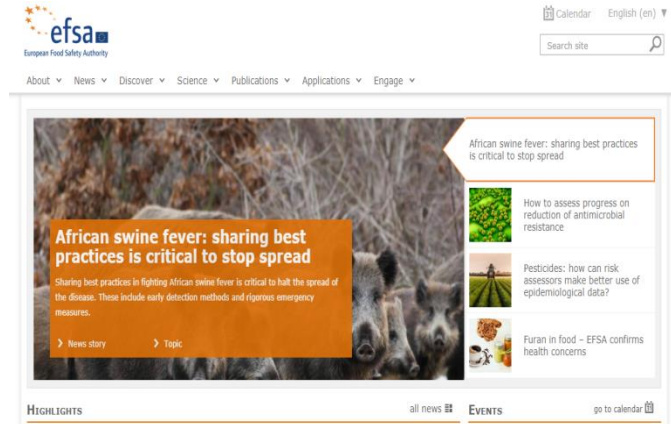 Calendar English (en)
efsa
European Food Safety Authority
Search site
About News Discover Science Publications Applications Engage
African swine fever: sharing best practices
is critical to stop spread
How to assess progress on
reduction of antimicrobial
resistance
Pesticides: how can risk
assessors make better use of
epidemiological data?
Furan in food – EFSA confirms
health concerns
African swine fever: sharing best
practices is critical to stop spread
Sharing best practices in fighting African swine fever is critical to halt the spread of
the disease. These include early detection methods and rigorous emergency
measures.
News story Topic
HIGHLIGHTS all news EVENTS go to calendar